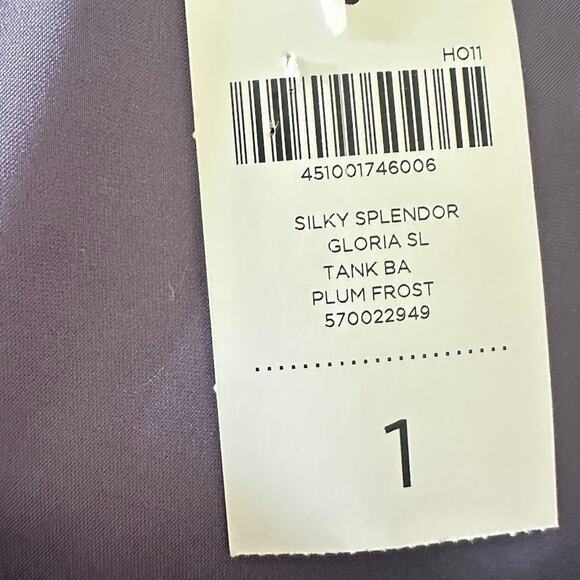 HO11
451001746006
SILKY SPLENDOR
GLORIA SL
TANK BA
PLUM FROST
570022949
1